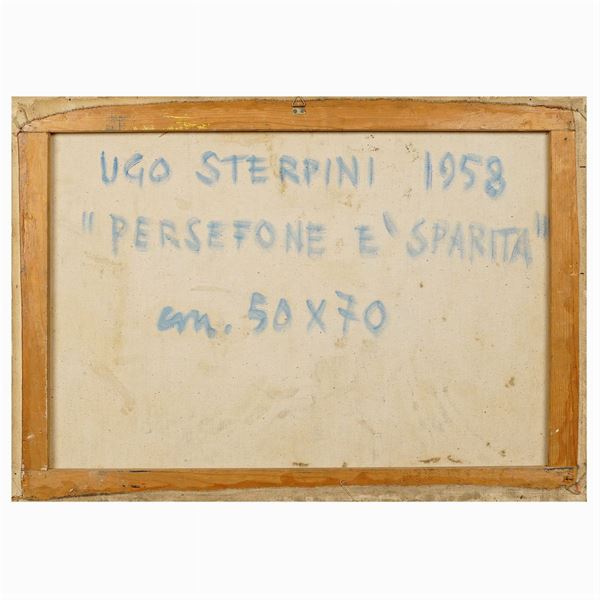 UGO STERPINI 1958
"PERSEFONE E' SPARITA"
cm. 50X70